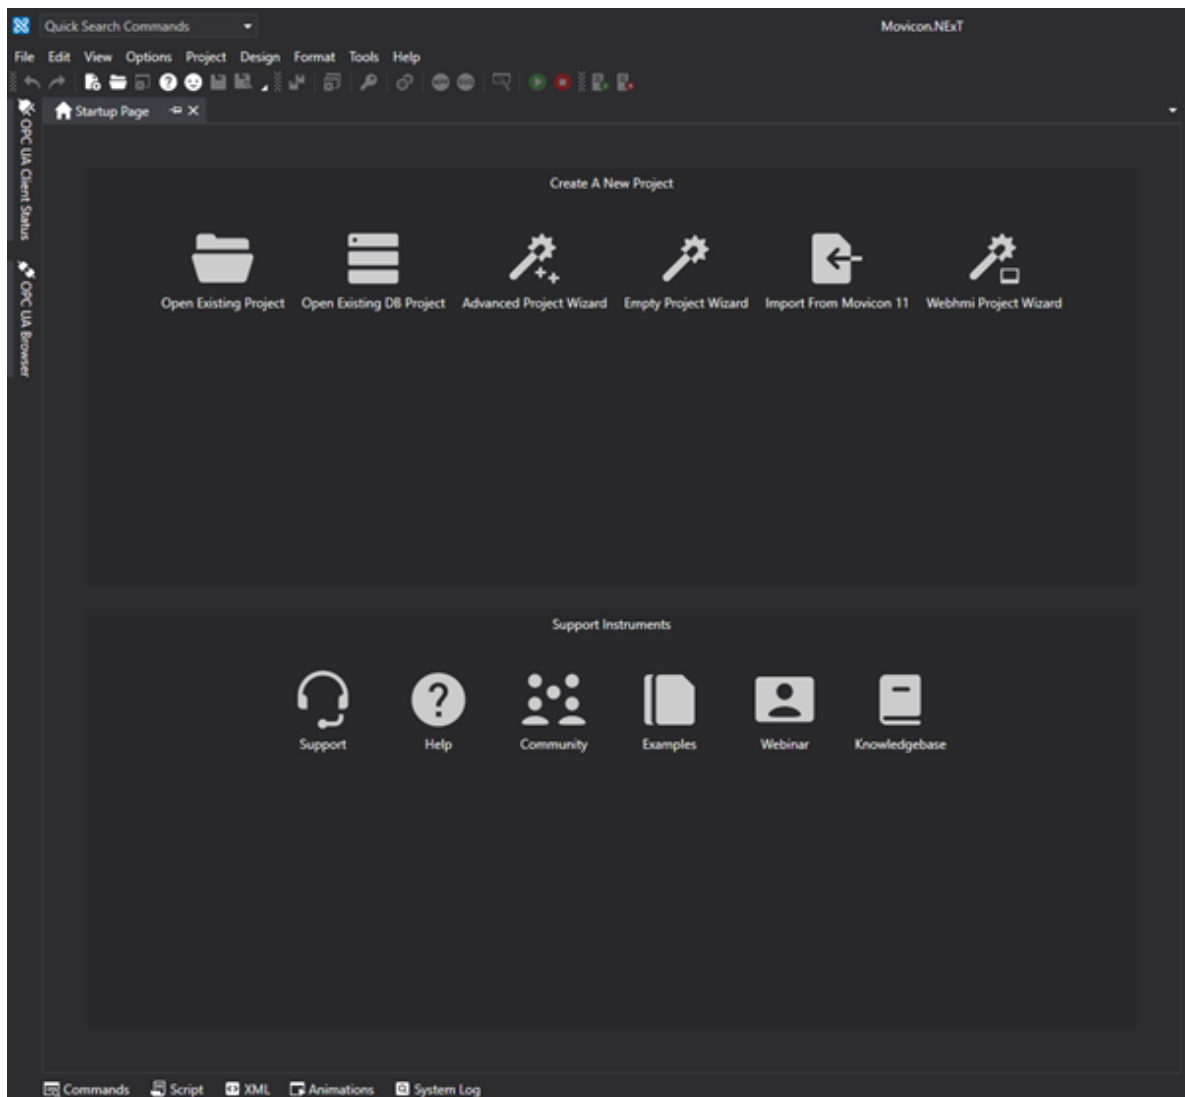 Quick Search Commands
Movicon.NExT
File Edit View Options Project Design Format Tools Help
Startup Page
OPC UA Client Status
OPC UA Browser
Create A New Project
Open Existing Project Open Existing DB Project Advanced Project Wizard Empty Project Wizard Import From Movicon 11 Webhmi Project Wizard
Support Instruments
Support Help Community Examples Webinar Knowledgebase
Commands Script XML Animations System Log